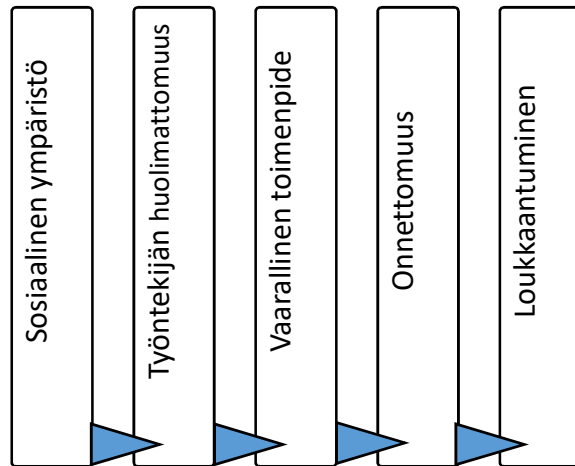 Sosiaalinen ympäristö
Työntekijän huolimattomuus
Vaarallinen toimenpide
Onnettomuus
Loukkaantuminen